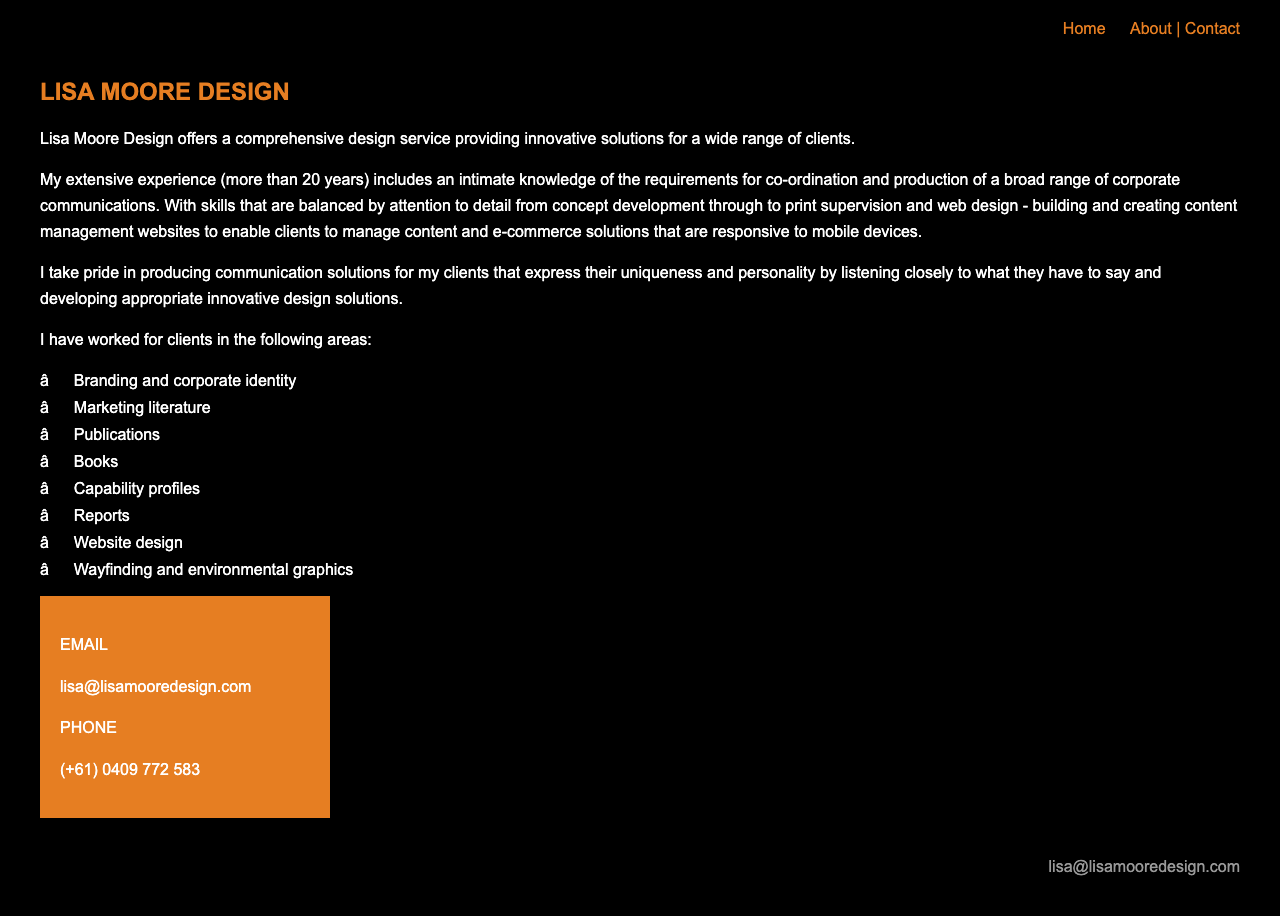 Home About | Contact
LISA MOORE DESIGN
Lisa Moore Design offers a comprehensive design service providing innovative solutions for a wide range of clients.
My extensive experience (more than 20 years) includes an intimate knowledge of the requirements for co-ordination and production of a broad range of corporate
communications. With skills that are balanced by attention to detail from concept development through to print supervision and web design - building and creating content
management websites to enable clients to manage content and e-commerce solutions that are responsive to mobile devices.
I take pride in producing communication solutions for my clients that express their uniqueness and personality by listening closely to what they have to say and
developing appropriate innovative design solutions.
I have worked for clients in the following areas:
â Branding and corporate identity
â Marketing literature
â Publications
â Books
â Capability profiles
â Reports
â Website design
â Wayfinding and environmental graphics
EMAIL
lisa@lisamooredesign.com
PHONE
(+61) 0409 772 583
lisa@lisamooredesign.com